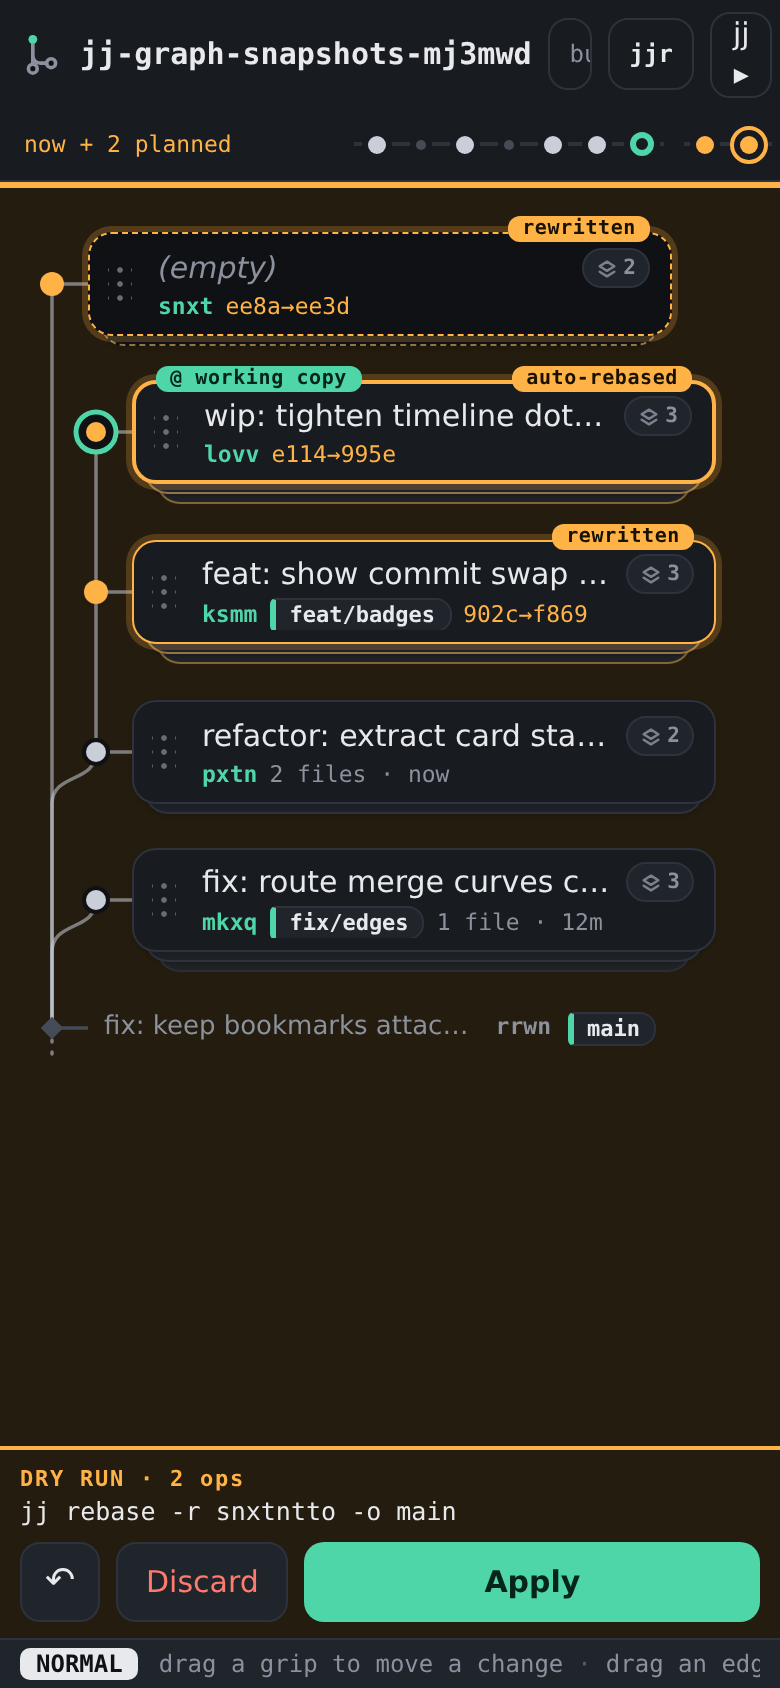 jj-graph-snapshots-mj3mwd
jjr
jj ▶
now + 2 planned
rewritten
(empty)
2
snxt ee8a→ee3d
@ working copy
auto-rebased
wip: tighten timeline dot…
3
lovv e114→995e
rewritten
feat: show commit swap …
3
ksmm feat/badges 902c→f869
refactor: extract card sta…
2
pxtn 2 files · now
fix: route merge curves c…
3
mkxq fix/edges 1 file · 12m
fix: keep bookmarks attac… rrwn main
DRY RUN · 2 ops
jj rebase -r snxtntto -o main
↶ Discard Apply
NORMAL drag a grip to move a change · drag an edg